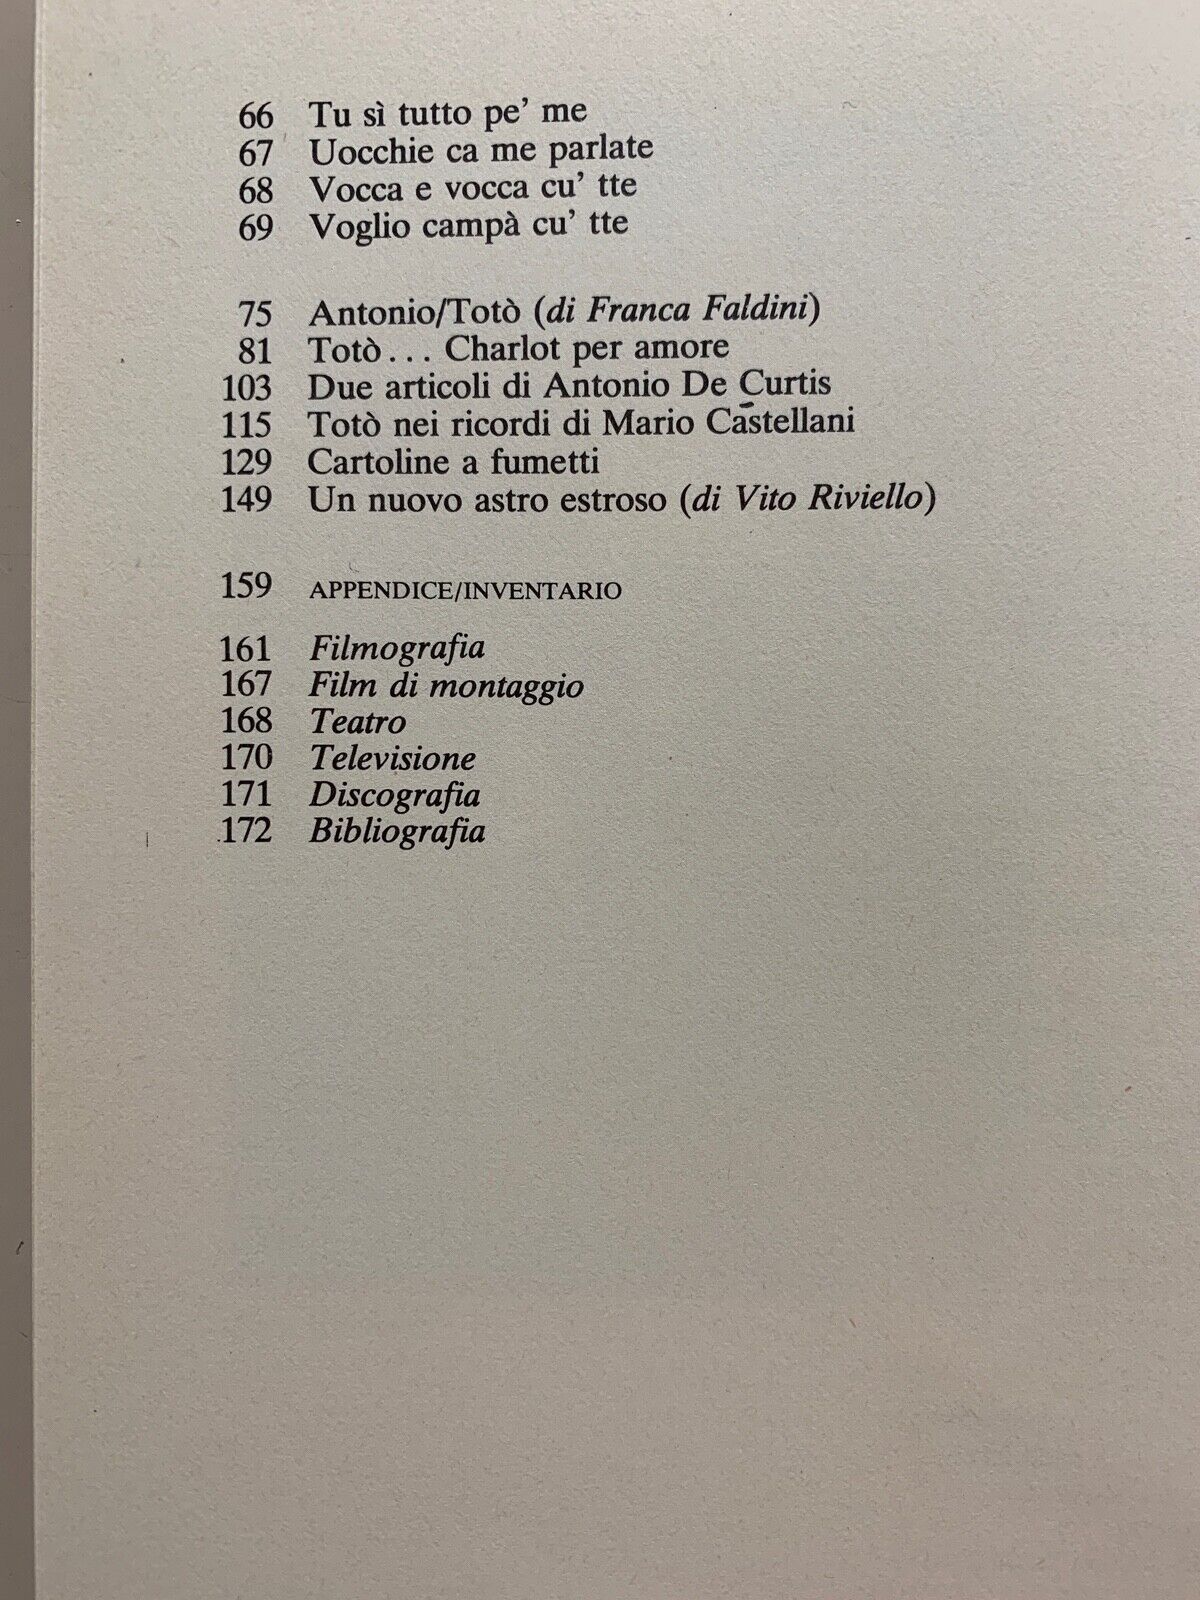 66 Tu sì tutto pe' me
67 Uocchie ca me parlate
68 Vocca e vocca cu' tte
69 Voglio campà cu' tte
75 Antonio/Totò (di Franca Faldini)
81 Totò... Charlot per amore
103 Due articoli di Antonio De Curtis
115 Totò nei ricordi di Mario Castellani
129 Cartoline a fumetti
149 Un nuovo astro estroso (di Vito Riviello)
159 APPENDICE/INVENTARIO
161 Filmografia
167 Film di montaggio
168 Teatro
170 Televisione
171 Discografia
172 Bibliografia